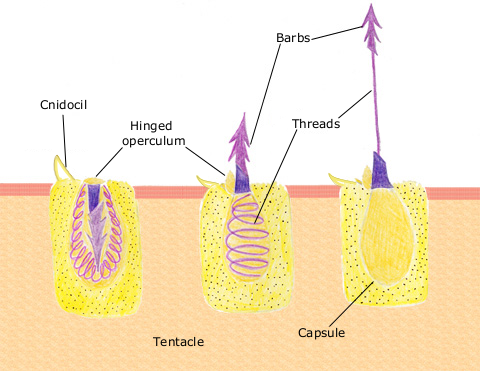 Barbs
Cnidocil
Hinged
operculum
Threads
Capsule
Tentacle